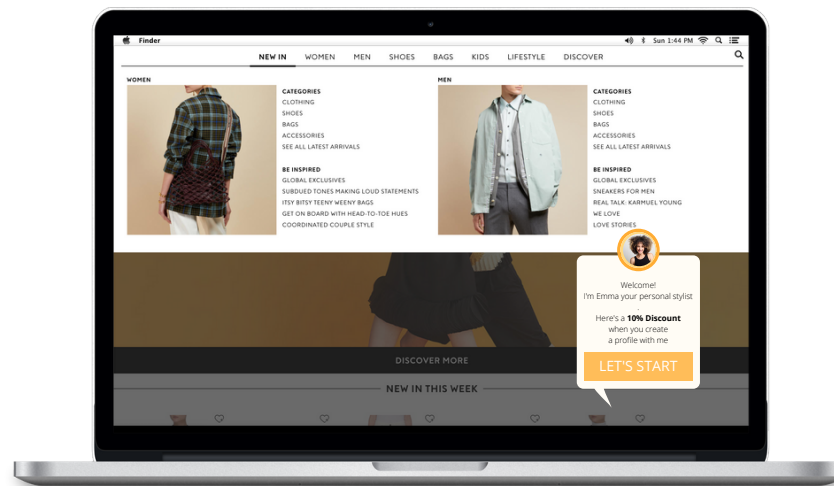 Finder
Sun 1:44 PM
NEW IN WOMEN MEN SHOES BAGS KIDS LIFESTYLE DISCOVER
WOMEN
CATEGORIES
CLOTHING
SHOES
BAGS
ACCESSORIES
SEE ALL LATEST ARRIVALS
BE INSPIRED
GLOBAL EXCLUSIVES
SUBDUED TONES MAKING LOUD STATEMENTS
ITSY BITSY TEENY WEENY BAGS
GET ON BOARD WITH HEAD-TO-TOE HUES
COORDINATED COUPLE STYLE
MEN
CATEGORIES
CLOTHING
SHOES
BAGS
ACCESSORIES
SEE ALL LATEST ARRIVALS
BE INSPIRED
GLOBAL EXCLUSIVES
SNEAKERS FOR MEN
REAL TALK: KARMUEL YOUNG
WE LOVE
LOVE STORIES
Welcome!
I'm Emma your personal stylist
.
Here's a 10% Discount
when you create
a profile with me
LET'S START
DISCOVER MORE
NEW IN THIS WEEK